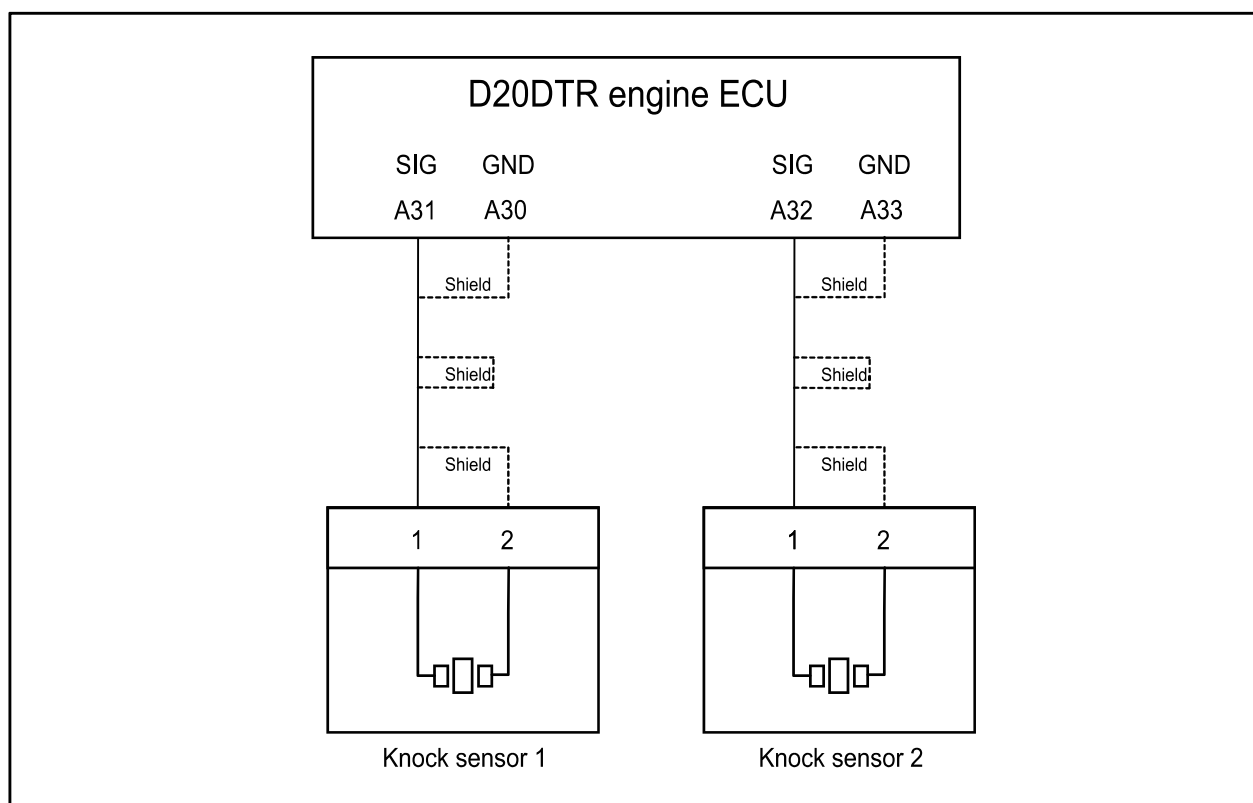 D20DTR engine ECU
SIG GND SIG GND
A31 A30 A32 A33
Shield Shield
Shield Shield
Shield Shield
1 2 1 2
Knock sensor 1 Knock sensor 2